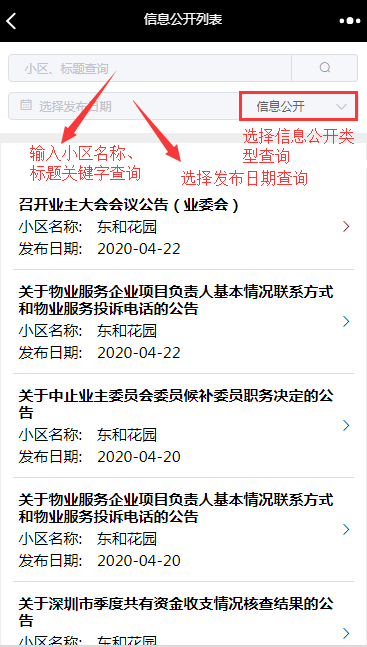 信息公开列表
小区、标题查询
选择发布日期
信息公开
输入小区名称、
标题关键字查询
选择信息公开类
型查询
选择发布日期查询
召开业主大会会议公告（业委会）
小区名称: 东和花园
发布日期: 2020-04-22
关于物业服务企业项目负责人基本情况联系方式
和物业服务投诉电话的公告
小区名称: 东和花园
发布日期: 2020-04-22
关于中止业主委员会委员候补委员职务决定的公
告
小区名称: 东和花园
发布日期: 2020-04-20
关于物业服务企业项目负责人基本情况联系方式
和物业服务投诉电话的公告
小区名称: 东和花园
发布日期: 2020-04-20
关于深圳市季度共有资金收支情况核查结果的公
告
小区名称: 东和花园